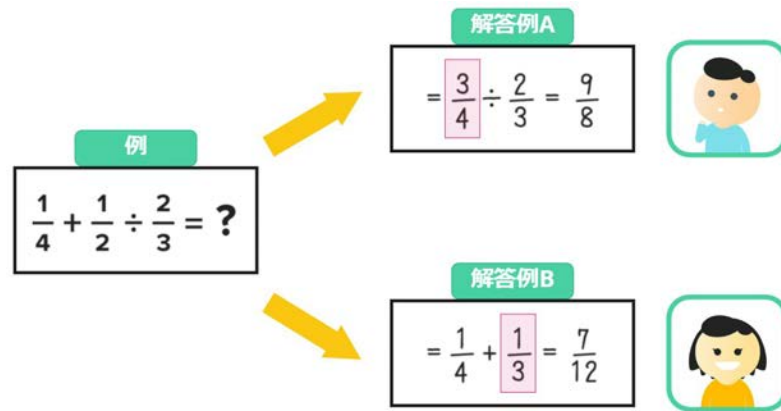 例
1/4 + 1/2 ÷ 2/3 = ?
解答例A
= 3/4 ÷ 2/3 = 9/8
解答例B
= 1/4 + 1/3 = 7/12